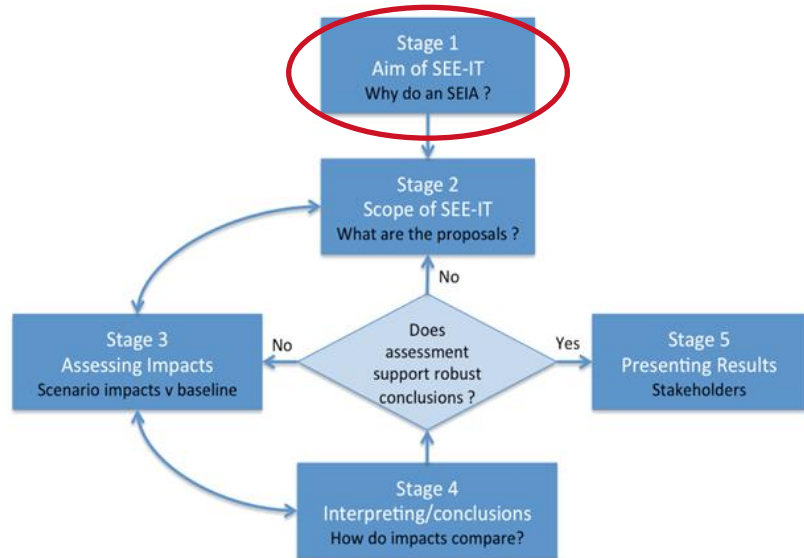 Stage 1
Aim of SEE-IT
Why do an SEIA ?
Stage 2
Scope of SEE-IT
What are the proposals ?
No
Stage 3
Assessing Impacts
Scenario impacts v baseline
No
Does
assessment
support robust
conclusions ?
Yes
Stage 5
Presenting Results
Stakeholders
Stage 4
Interpreting/conclusions
How do impacts compare?